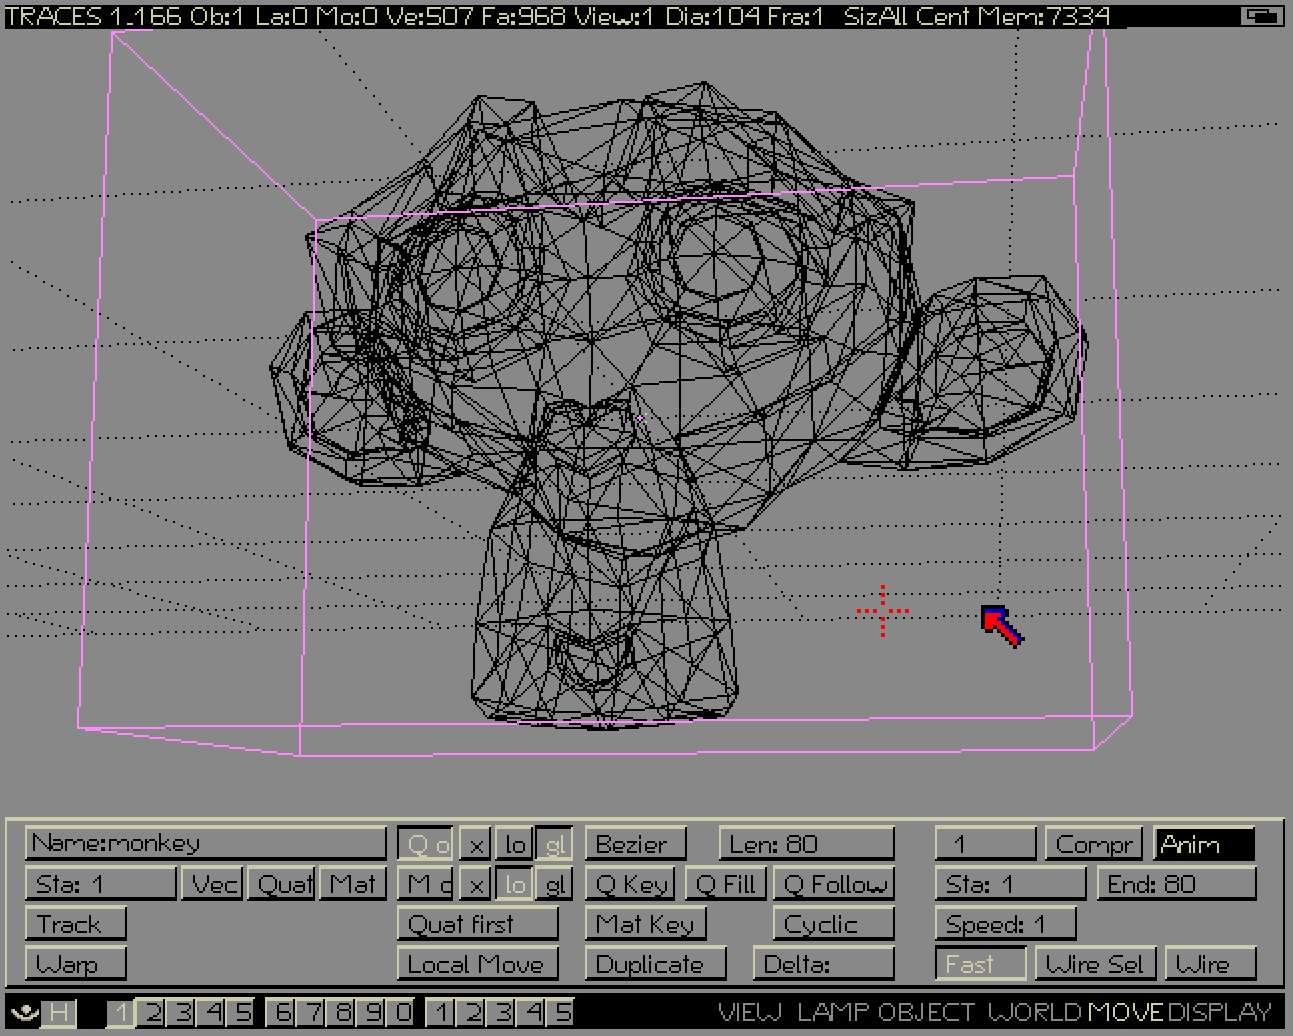 TRACES 1_166 Ob:1 La:0 Mo:0 Ve:507 Fa:968 View:1 Dia:104 Fra:1 SizAll Cent Mem:7334
Name:monkey Q o x lo gl Bezier Len: 80 1 Compr Anim
Sta: 1 Vec Quat Mat M o x lo gl Q Key Q Fill Q Follow Sta: 1 End: 80
Track Quat first Mat Key Cyclic Speed: 1
Warp Local Move Duplicate Delta: Fast Wire Sel Wire
H 1 2 3 4 5 6 7 8 9 0 1 2 3 4 5 VIEW LAMP OBJECT WORLD MOVE DISPLAY